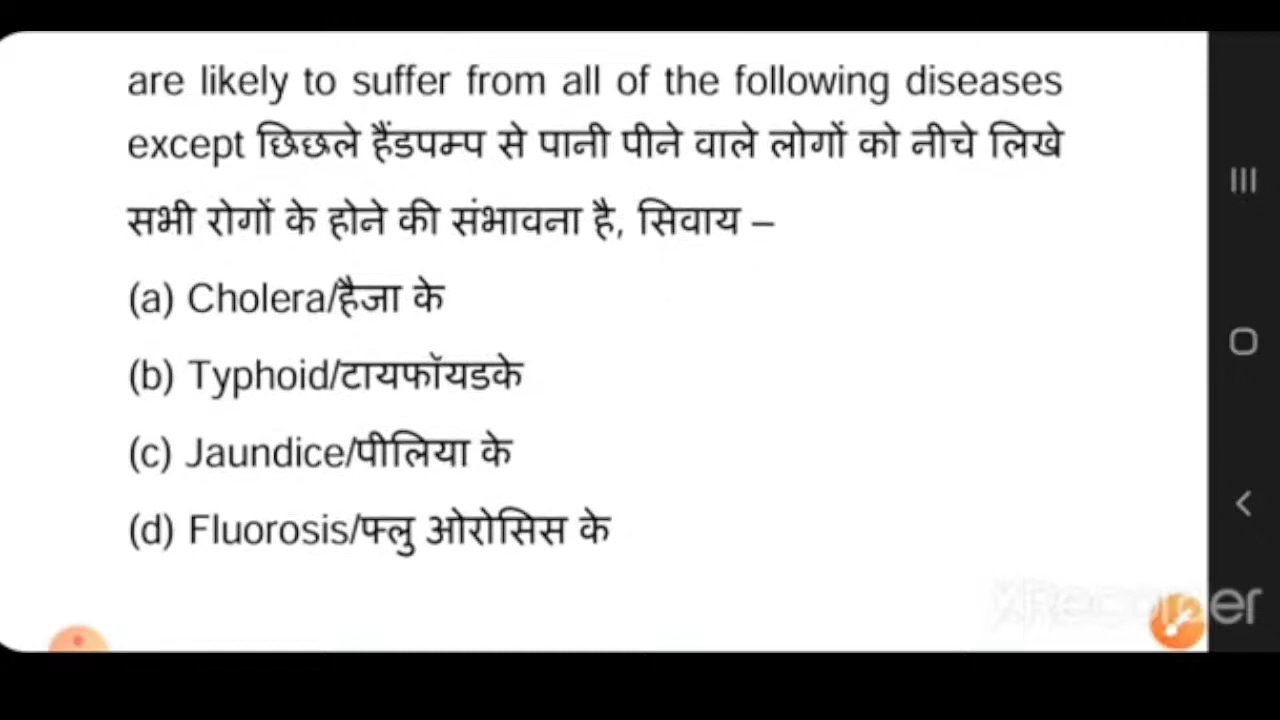 are likely to suffer from all of the following diseases
except छिछले हैंडपम्प से पानी पीने वाले लोगों को नीचे लिखे
सभी रोगों के होने की संभावना है, सिवाय –
(a) Cholera/हैजा के
(b) Typhoid/टायफॉयडके
(c) Jaundice/पीलिया के
(d) Fluorosis/फ्लु ओरोसिस के
XRecorder